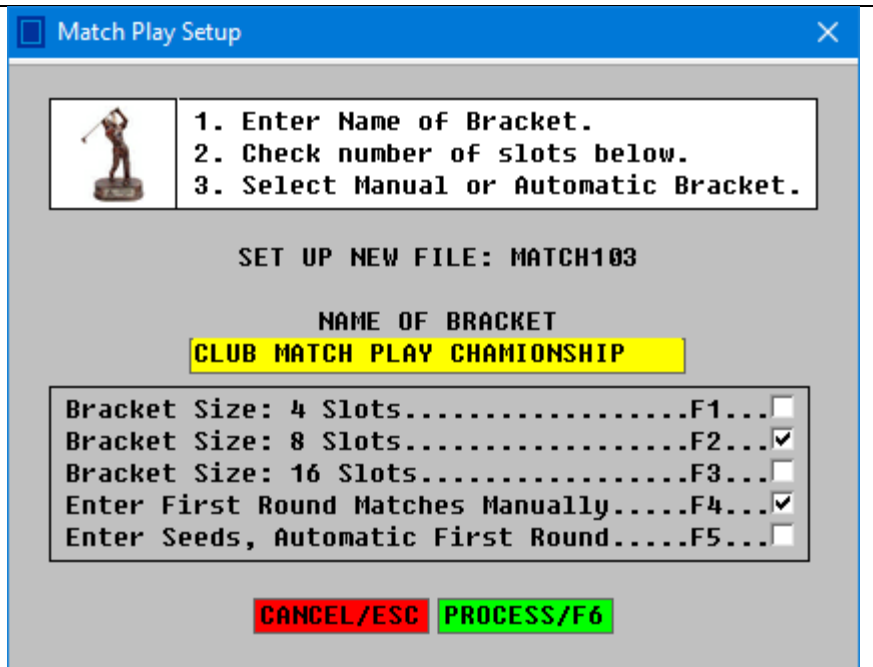 Match Play Setup
1. Enter Name of Bracket.
2. Check number of slots below.
3. Select Manual or Automatic Bracket.
SET UP NEW FILE: MATCH103
NAME OF BRACKET
CLUB MATCH PLAY CHAMIONSHIP
Bracket Size: 4 Slots..................F1...
Bracket Size: 8 Slots..................F2...
Bracket Size: 16 Slots.................F3...
Enter First Round Matches Manually.....F4...
Enter Seeds, Automatic First Round.....F5...
CANCEL/ESC PROCESS/F6